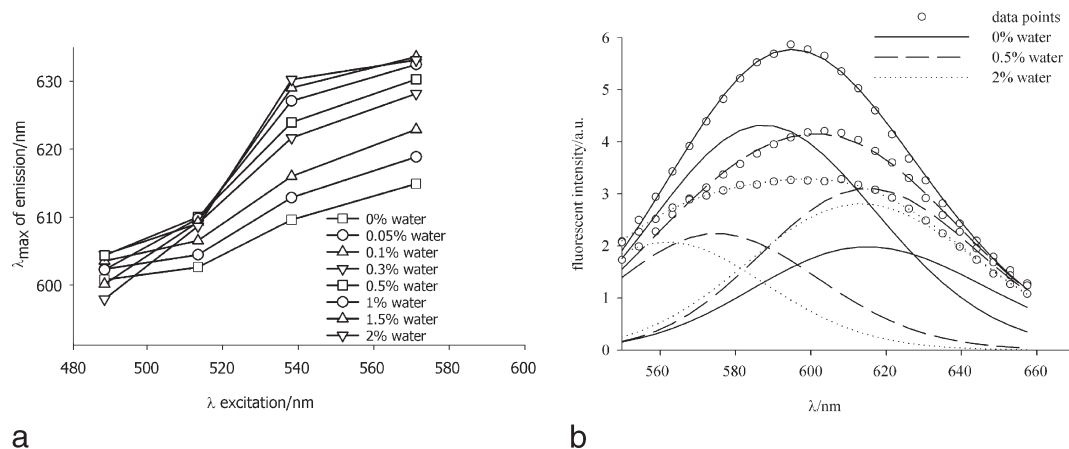 a
630
620
610
600
λmax of emission/nm
0% water
0.05% water
0.1% water
0.3% water
0.5% water
1% water
1.5% water
2% water
480
500
520
540
560
580
600
λ excitation/nm
b
data points
0% water
0.5% water
2% water
6
5
4
3
2
1
0
fluorescent intensity/a.u.
560
580
600
620
640
660
λ/nm